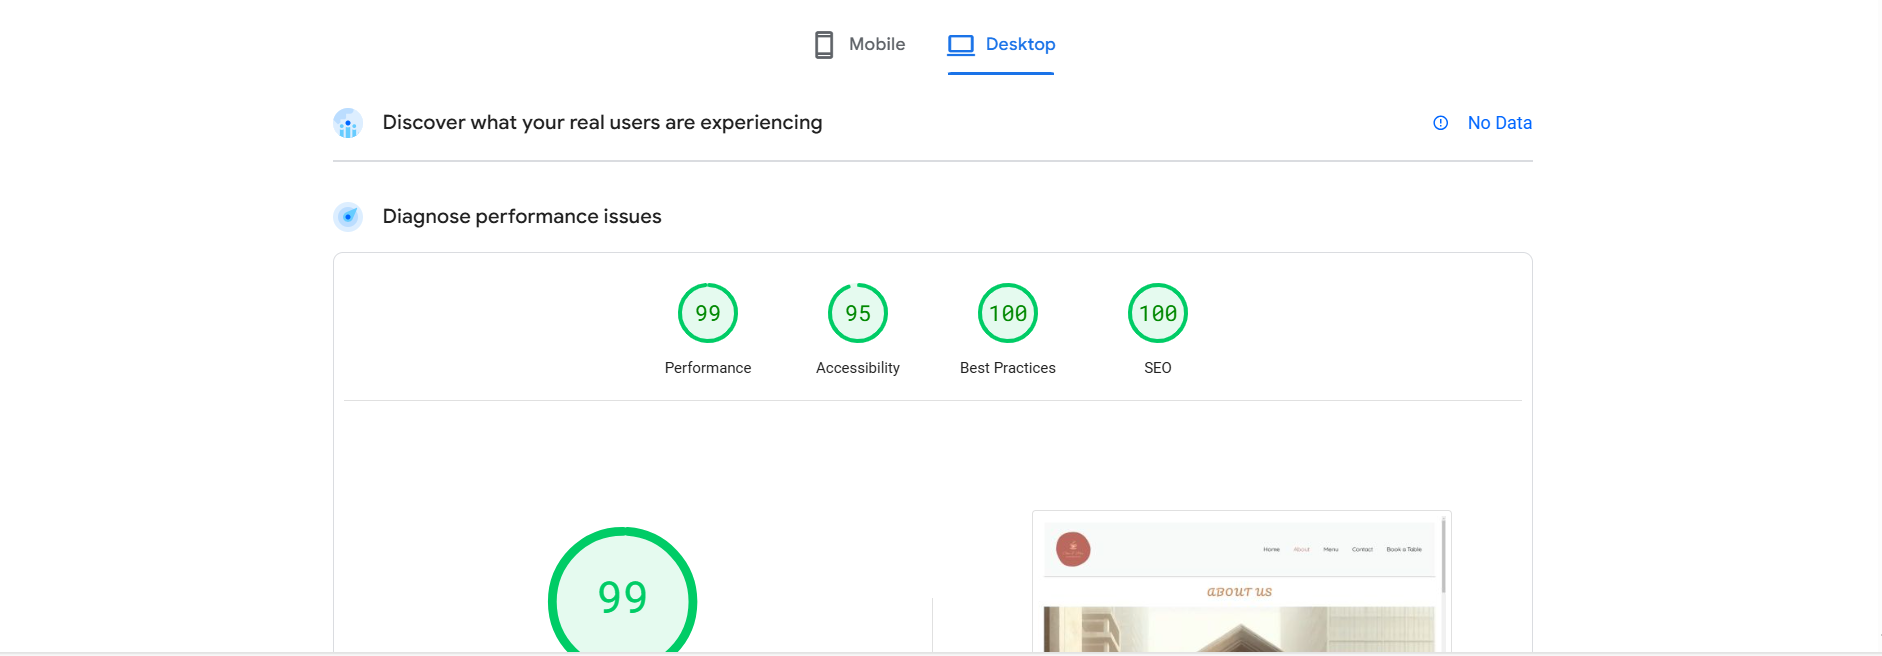 Mobile
Desktop
Discover what your real users are experiencing
No Data
Diagnose performance issues
99
95
100
100
Performance
Accessibility
Best Practices
SEO
99
Home About Menu Contact Book a Table
ABOUT US